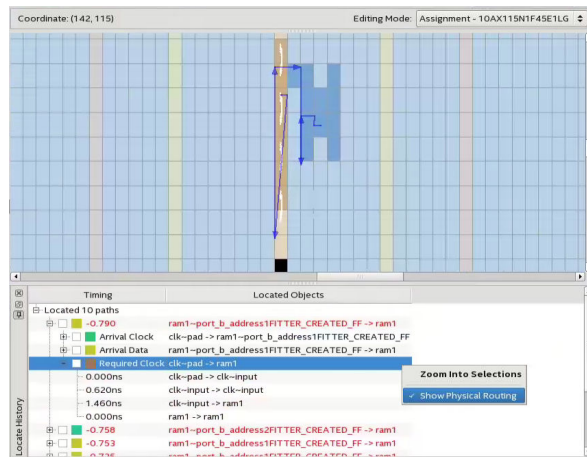 Coordinate: (142, 115)
Editing Mode: Assignment - 10AX115N1F45E1LG
Timing
Located Objects
Located 10 paths
-0.790 ram1~port_b_address1FITTER_CREATED_FF -> ram1
Arrival Clock clk~pad -> ram1~port_b_address1FITTER_CREATED_FF
Arrival Data ram1~port_b_address1FITTER_CREATED_FF -> ram1
Required Clock clk~pad -> ram1
Zoom Into Selections
0.000ns clk~pad -> clk~input
0.620ns clk~pad -> clk~input
Show Physical Routing
1.460ns clk~input -> ram1
0.000ns ram1 -> ram1
-0.758 ram1~port_b_address2FITTER_CREATED_FF -> ram1
-0.753 ram1~port_b_address1FITTER_CREATED_FF -> ram1
Locate History